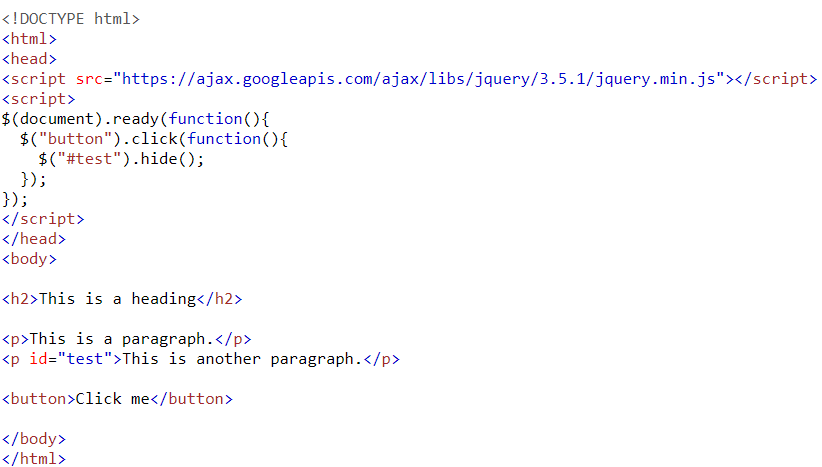 <!DOCTYPE html>
<html>
<head>
<script src="https://ajax.googleapis.com/ajax/libs/jquery/3.5.1/jquery.min.js"></script>
<script>
$(document).ready(function(){
  $("button").click(function(){
    $("#test").hide();
  });
});
</script>
</head>
<body>

<h2>This is a heading</h2>

<p>This is a paragraph.</p>
<p id="test">This is another paragraph.</p>

<button>Click me</button>

</body>
</html>